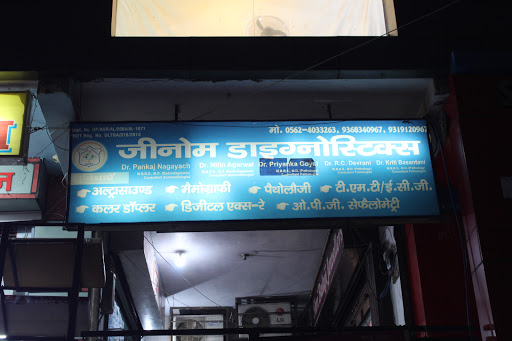 मो. 0562-4033263, 9368340967, 9319120967
जीनोम डाइग्नोस्टिक्स
Dr. Pankaj Nagayach Dr. Nitin Agarwal Dr. Priyanka Goyal Dr. R.C. Devrani Dr. Kriti Basantani
अल्ट्रासाउण्ड मैमोग्राफी पैथोलोजी टी.एम.टी/ई.सी.जी.
कलर डॉप्लर डिजीटल एक्स-रे ओ.पी.जी. सेफैलोमेट्री